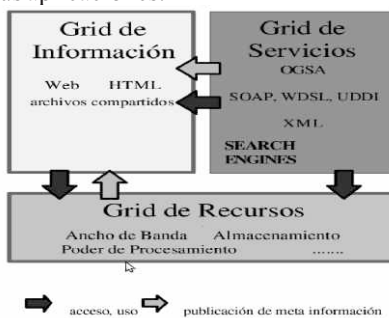 Grid de
Información
Web HTML
archivos compartidos
Grid de
Servicios
OGSA
SOAP, WDSL, UDDI
XML
SEARCH
ENGINES
Grid de Recursos
Ancho de Banda Almacenamiento
Poder de Procesamiento .......
acceso, uso publicación de meta información